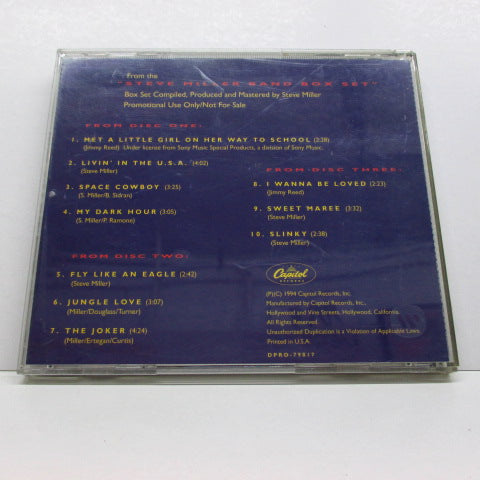 From the
"STEVE MILLER BAND BOX SET"
Box Set Compiled, Produced and Mastered by Steve Miller
Promotional Use Only/Not For Sale
FROM DISC ONE:
1. MET A LITTLE GIRL ON HER WAY TO SCHOOL (2:38)
(Jimmy Reed) Under license from Sony Music Special Products, a division of Sony Music.
2. LIVIN' IN THE U.S.A. (4:02)
(Steve Miller)
3. SPACE COWBOY (3:25)
(S. Miller/B. Sidran)
4. MY DARK HOUR (3:05)
(S. Miller/P. Ramone)
FROM DISC TWO:
5. FLY LIKE AN EAGLE (2:42)
(Steve Miller)
6. JUNGLE LOVE (3:07)
(Miller/Douglass/Turner)
7. THE JOKER (4:24)
(Miller/Ertegan/Curtis)
FROM DISC THREE:
8. I WANNA BE LOVED (2:23)
(Jimmy Reed)
9. SWEET MAREE (3:32)
(Steve Miller)
10. SLINKY (2:38)
(Steve Miller)
Capitol
RECORDS
(P)(C) 1994 Capitol Records, Inc.
Manufactured by Capitol Records, Inc.
Hollywood and Vine Streets, Hollywood, California.
All Rights Reserved.
Unauthorized Duplication is a Violation of Applicable Laws.
Printed in U.S.A.
DPRO-79817